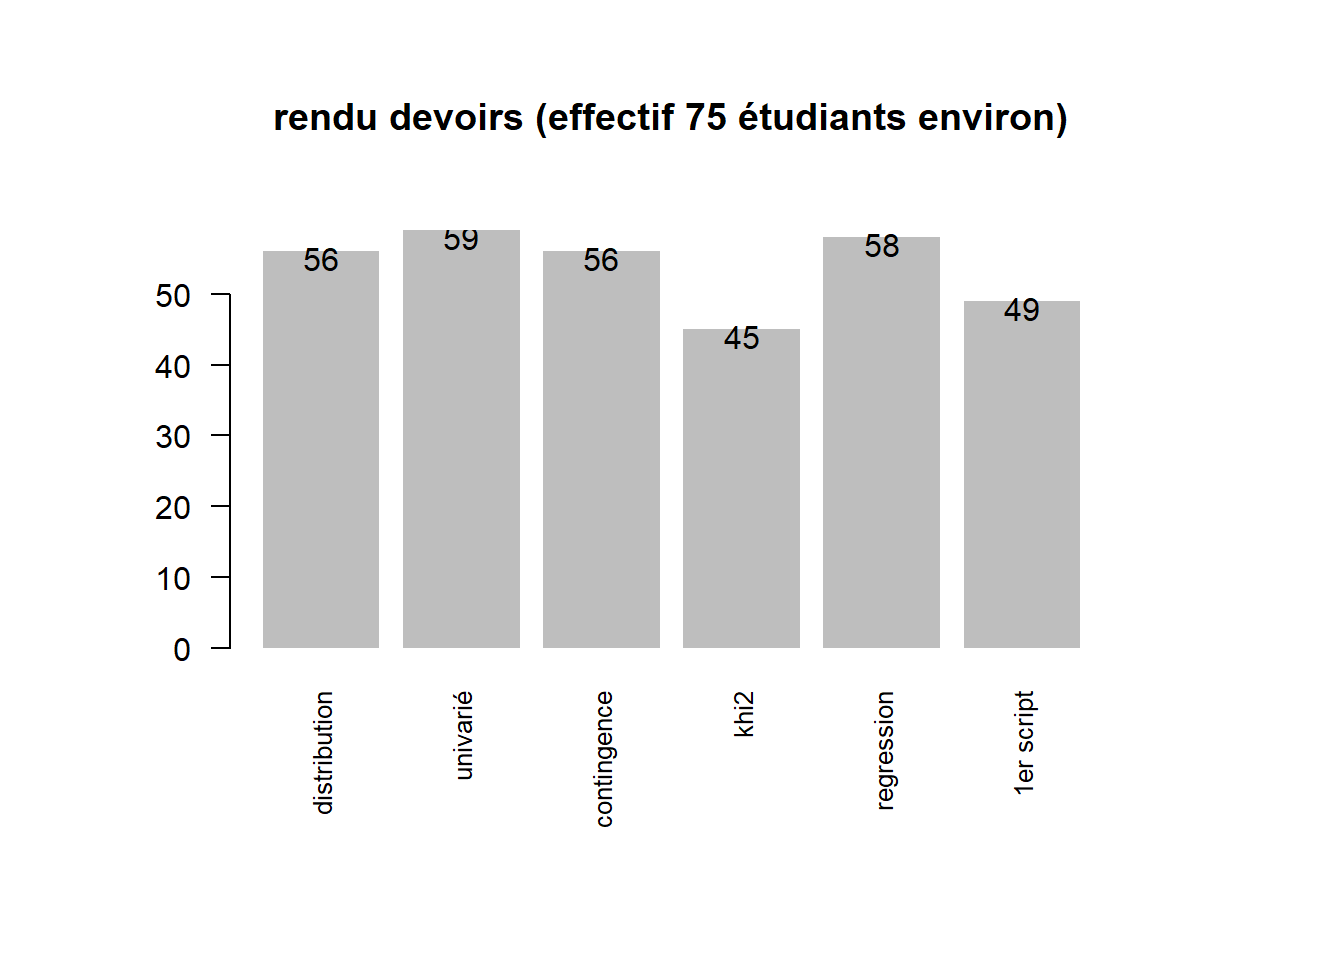 rendu devoirs (effectif 75 étudiants environ)
56
59
56
45
58
49
50
40
30
20
10
0
distribution
univarié
contingence
khi2
regression
1er script